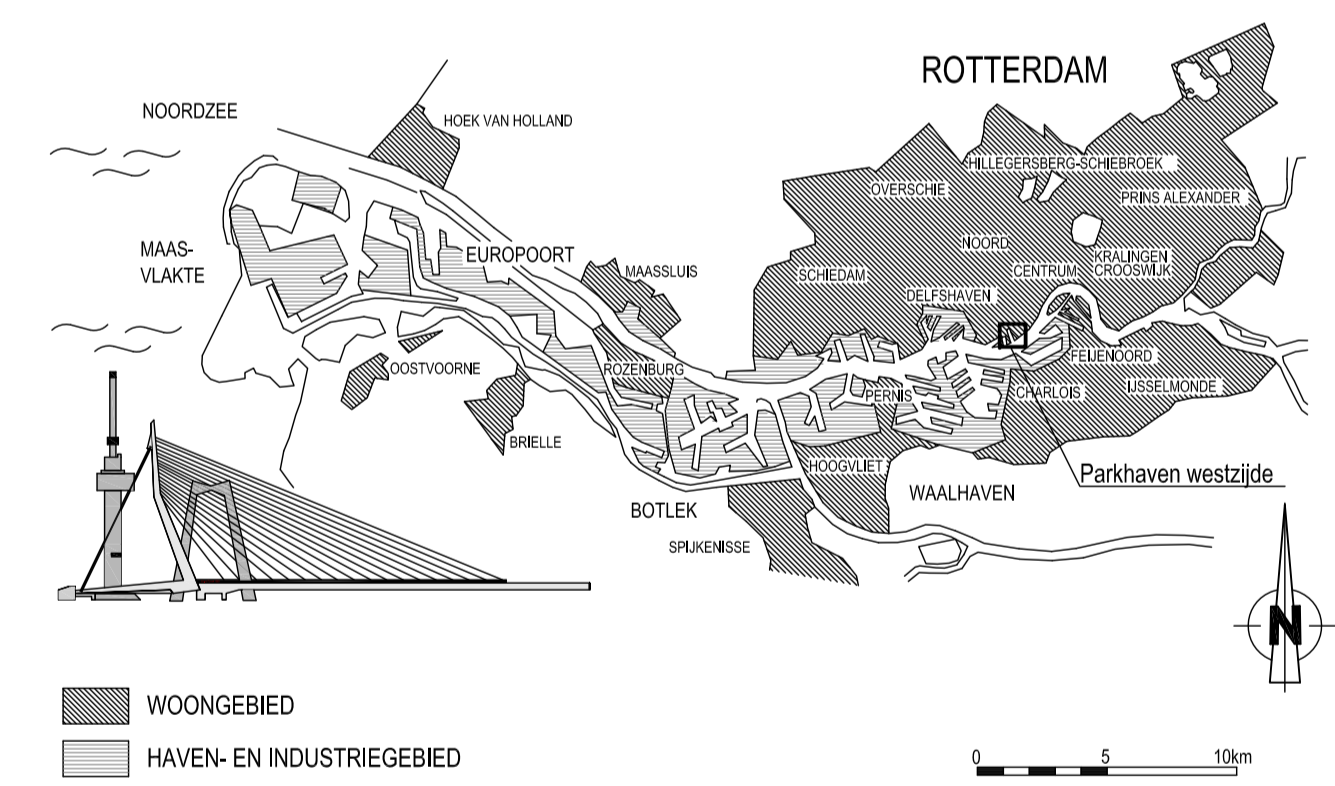 ROTTERDAM
NOORDZEE
HOEK VAN HOLLAND
HILLEGERSBERG-SCHIEBROEK
OVERSCHIE
PRINS ALEXANDER
MAAS-
VLAKTE
EUROPOORT
MAASSLUIS
NOORD
KRALINGEN
CROOSWIJK
SCHIEDAM
CENTRUM
DELFSHAVEN
OOSTVOORNE
ROZENBURG
FEIJENOORD
PERNIS
CHARLOIS
IJSSELMONDE
BRIELLE
HOOGVLIET
Parkhaven westzijde
WAALHAVEN
BOTLEK
SPIJKENISSE
N
WOONGEBIED
HAVEN- EN INDUSTRIEGEBIED
0 5 10km